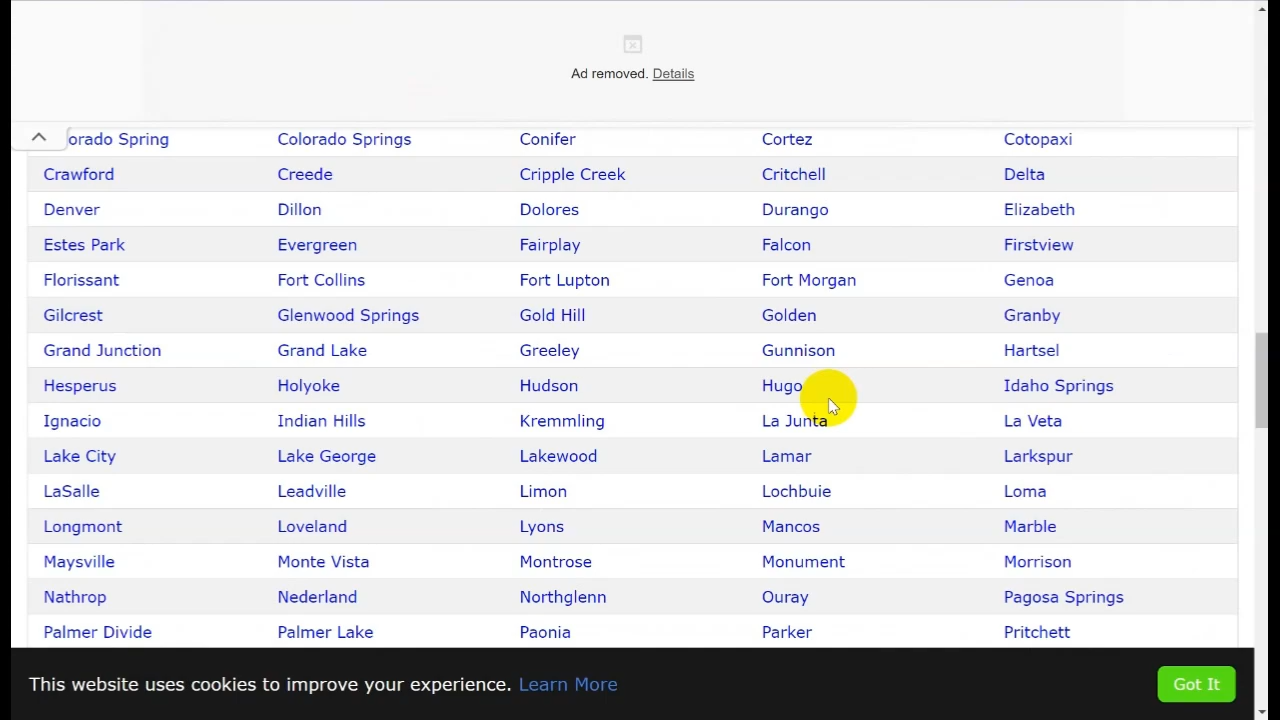 Ad removed. Details
orado Spring Colorado Springs Conifer Cortez Cotopaxi
Crawford Creede Cripple Creek Critchell Delta
Denver Dillon Dolores Durango Elizabeth
Estes Park Evergreen Fairplay Falcon Firstview
Florissant Fort Collins Fort Lupton Fort Morgan Genoa
Gilcrest Glenwood Springs Gold Hill Golden Granby
Grand Junction Grand Lake Greeley Gunnison Hartsel
Hesperus Holyoke Hudson Hugo Idaho Springs
Ignacio Indian Hills Kremmling La Junta La Veta
Lake City Lake George Lakewood Lamar Larkspur
LaSalle Leadville Limon Lochbuie Loma
Longmont Loveland Lyons Mancos Marble
Maysville Monte Vista Montrose Monument Morrison
Nathrop Nederland Northglenn Ouray Pagosa Springs
Palmer Divide Palmer Lake Paonia Parker Pritchett
This website uses cookies to improve your experience. Learn More Got It